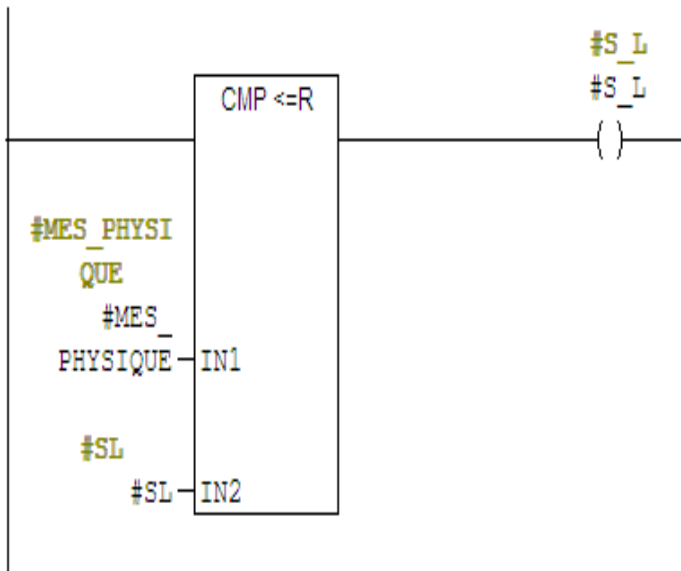 #S_L
#S_L
CMP <=R
#MES_PHYSI
QUE
#MES_
PHYSIQUE
IN1
#SL
#SL
IN2